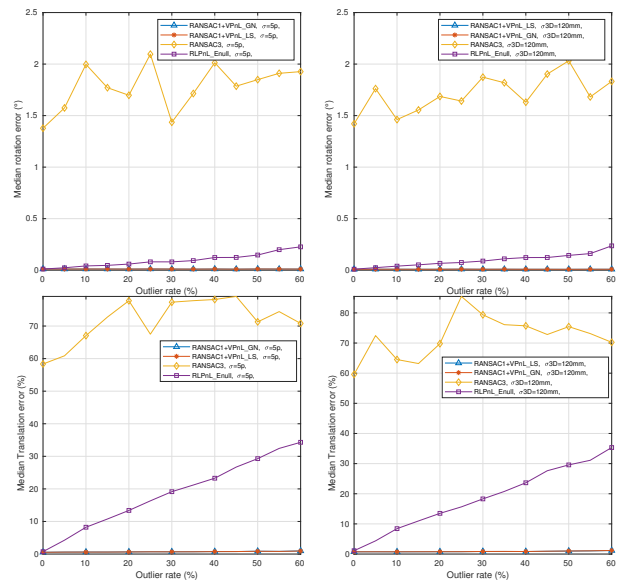 2.5
2
1.5
1
0.5
0
0 10 20 30 40 50 60
Outlier rate (%)
Median rotation error (°)
RANSAC1+VPnL_GN, σ=5p,
RANSAC1+VPnL_LS, σ=5p,
RANSAC3, σ=5p,
RLPnL_Enull, σ=5p,
2.5
2
1.5
1
0.5
0
0 10 20 30 40 50 60
Outlier rate (%)
Median rotation error (°)
RANSAC1+VPnL_LS, σ3D=120mm,
RANSAC1+VPnL_GN, σ3D=120mm,
RANSAC3, σ3D=120mm,
RLPnL_Enull, σ3D=120mm,
70
60
50
40
30
20
10
0
0 10 20 30 40 50 60
Outlier rate (%)
Median Translation error (%)
RANSAC1+VPnL_GN, σ=5p,
RANSAC1+VPnL_LS, σ=5p,
RANSAC3, σ=5p,
RLPnL_Enull, σ=5p,
80
70
60
50
40
30
20
10
0
0 10 20 30 40 50 60
Outlier rate (%)
Median Translation error (%)
RANSAC1+VPnL_LS, σ3D=120mm,
RANSAC1+VPnL_GN, σ3D=120mm,
RANSAC3, σ3D=120mm,
RLPnL_Enull, σ3D=120mm,